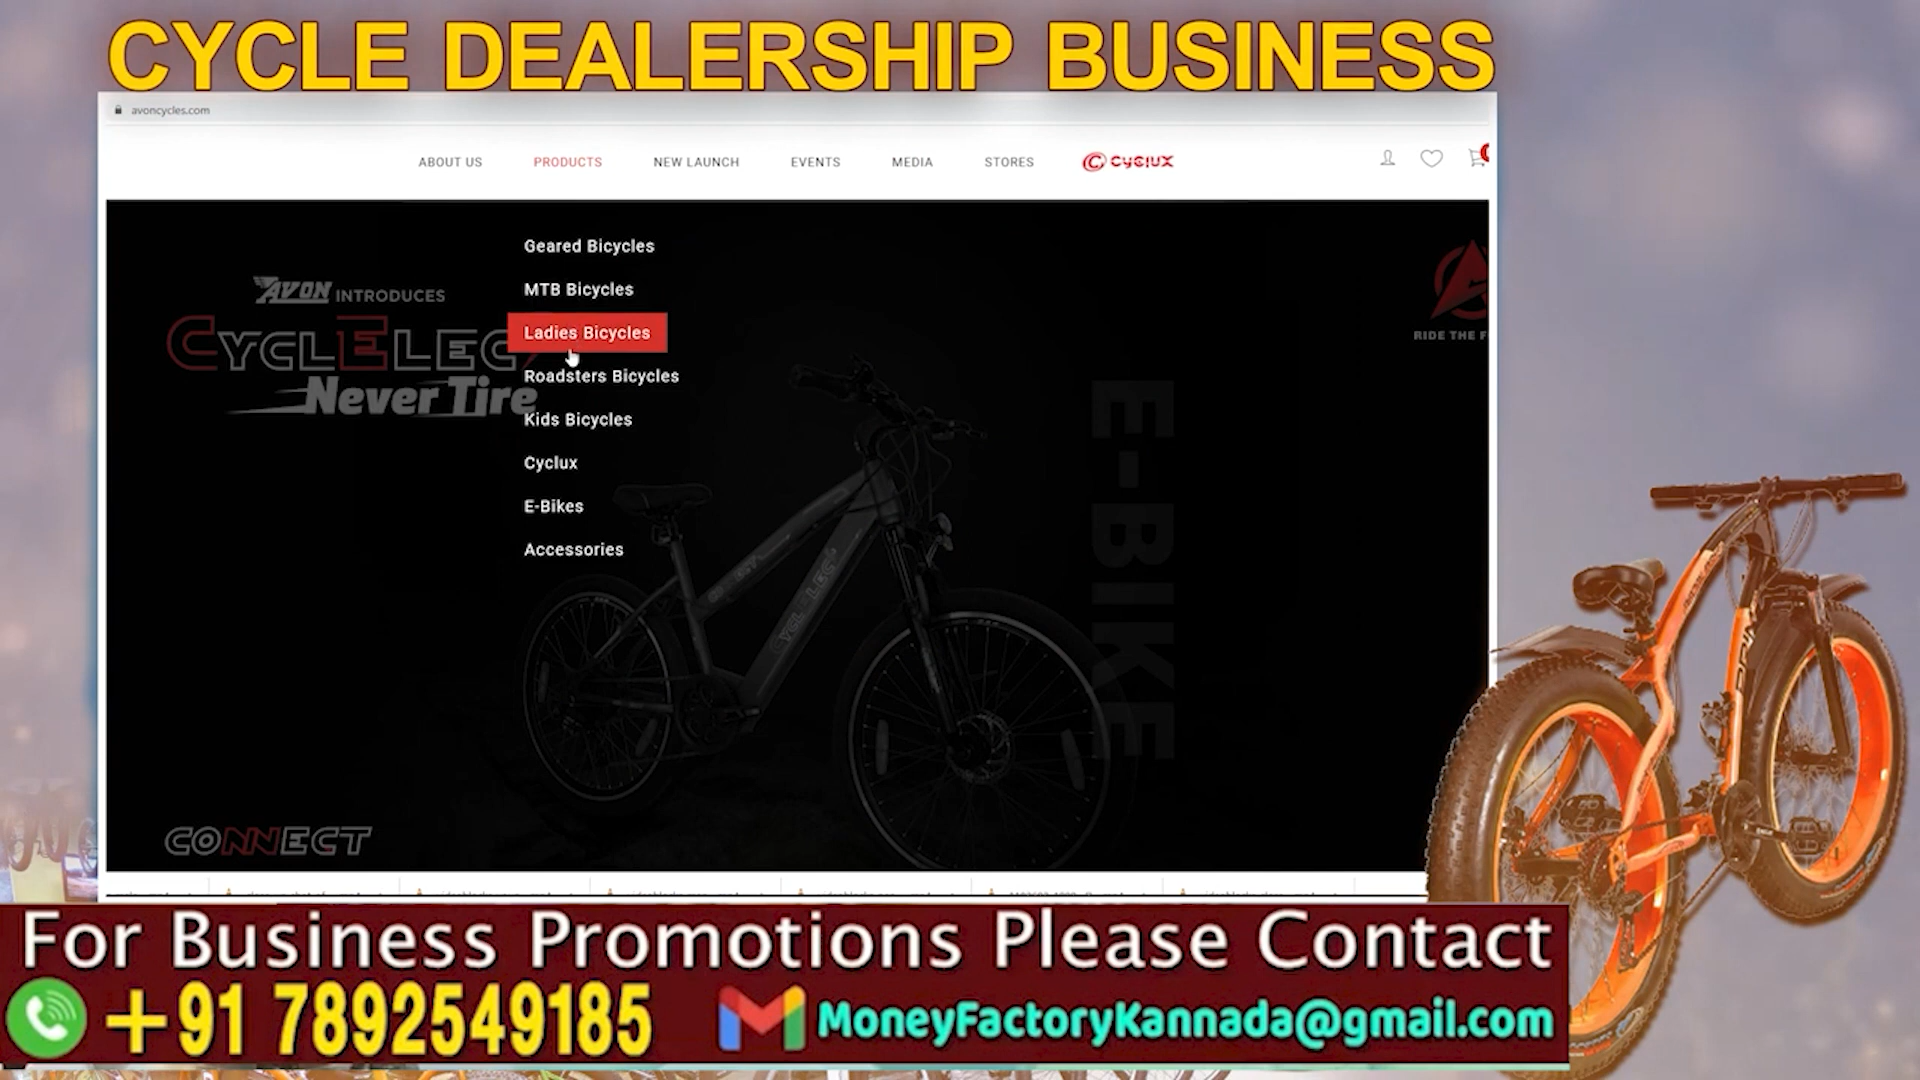 CYCLE DEALERSHIP BUSINESS
avoncycles.com
ABOUT US PRODUCTS NEW LAUNCH EVENTS MEDIA STORES CYCLUX
Geared Bicycles
MTB Bicycles
Ladies Bicycles
Roadsters Bicycles
Kids Bicycles
Cyclux
E-Bikes
Accessories
AVON INTRODUCES
CYCLELEC
Never Tire
RIDE THE F
E-BIKE
CYCLELEC
CONNECT
For Business Promotions Please Contact
+91 7892549185 MoneyFactoryKannada@gmail.com